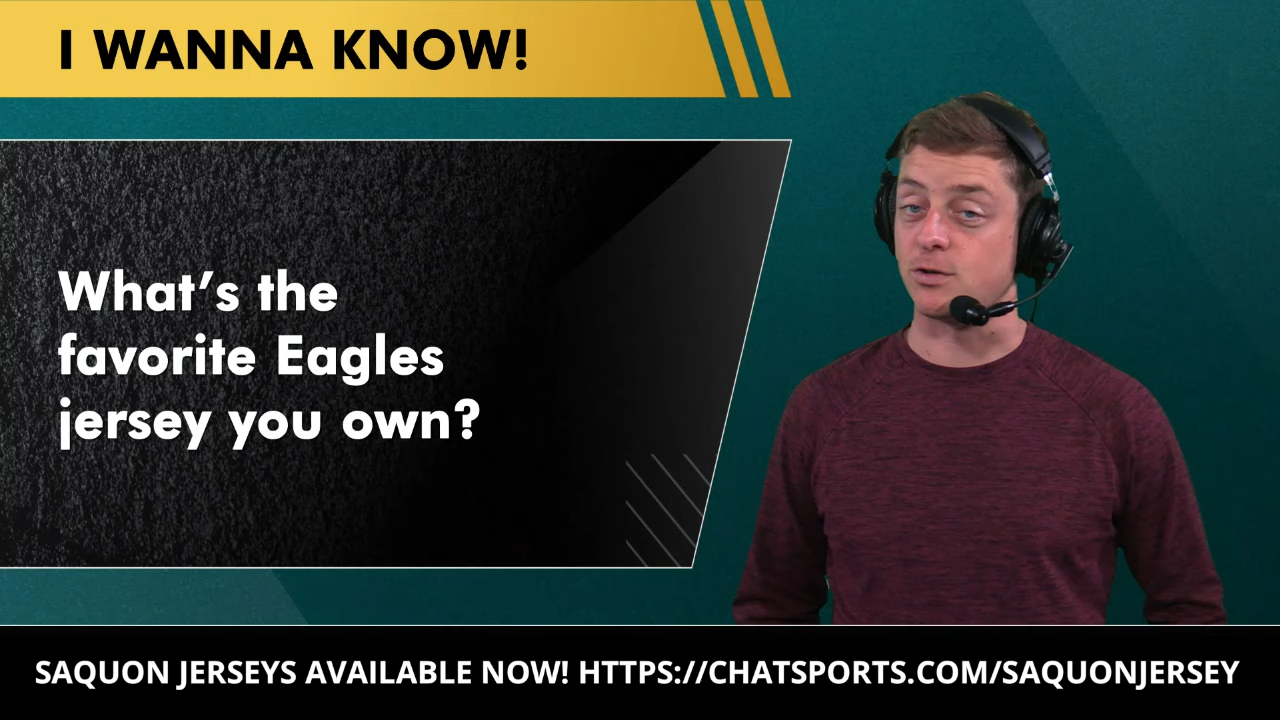 I WANNA KNOW!
What’s the
favorite Eagles
jersey you own?
SAQUON JERSEYS AVAILABLE NOW! HTTPS://CHATSPORTS.COM/SAQUONJERSEY